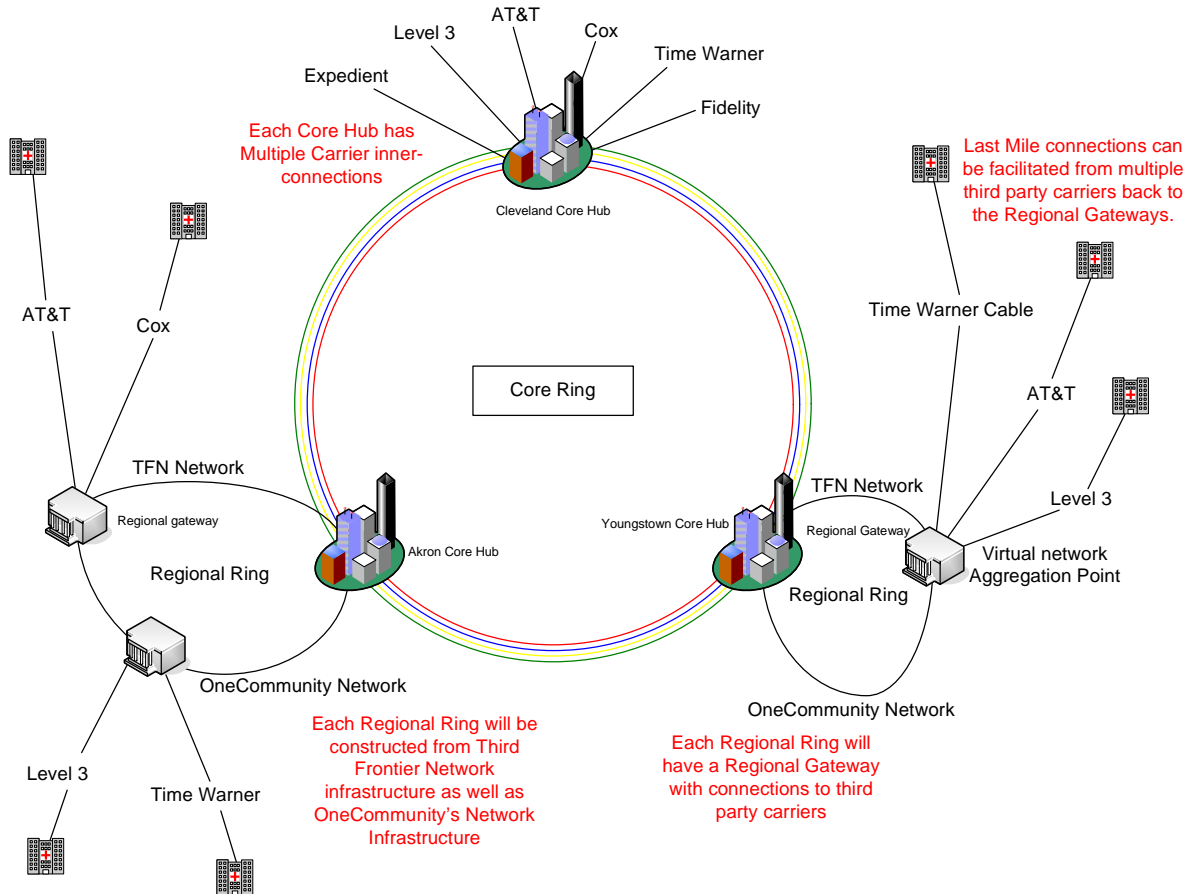 AT&T
Level 3
Cox
Time Warner
Expedient
Fidelity
Each Core Hub has
Multiple Carrier inner-
connections
Cleveland Core Hub
Last Mile connections can
be facilitated from multiple
third party carriers back to
the Regional Gateways.
AT&T
Cox
Time Warner Cable
AT&T
Level 3
Core Ring
TFN Network
Regional gateway
Regional Ring
Akron Core Hub
OneCommunity Network
Level 3
Time Warner
TFN Network
Youngstown Core Hub
Regional Gateway
Virtual network
Aggregation Point
Regional Ring
OneCommunity Network
Each Regional Ring will be
constructed from Third
Frontier Network
infrastructure as well as
OneCommunity’s Network
Infrastructure
Each Regional Ring will
have a Regional Gateway
with connections to third
party carriers